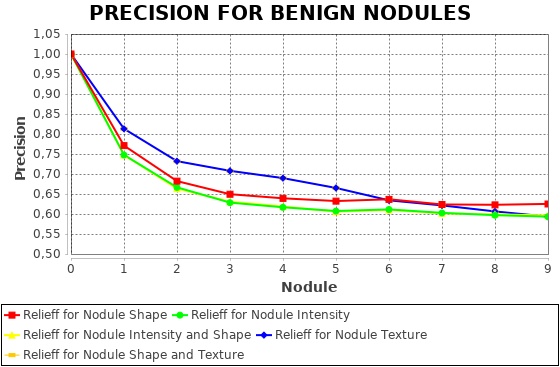 PRECISION FOR BENIGN NODULES
1,05
1,00
0,95
0,90
0,85
0,80
0,75
0,70
0,65
0,60
0,55
0,50
Precision
0 1 2 3 4 5 6 7 8 9
Nodule
Relieff for Nodule Shape Relieff for Nodule Intensity
Relieff for Nodule Intensity and Shape Relieff for Nodule Texture
Relieff for Nodule Shape and Texture